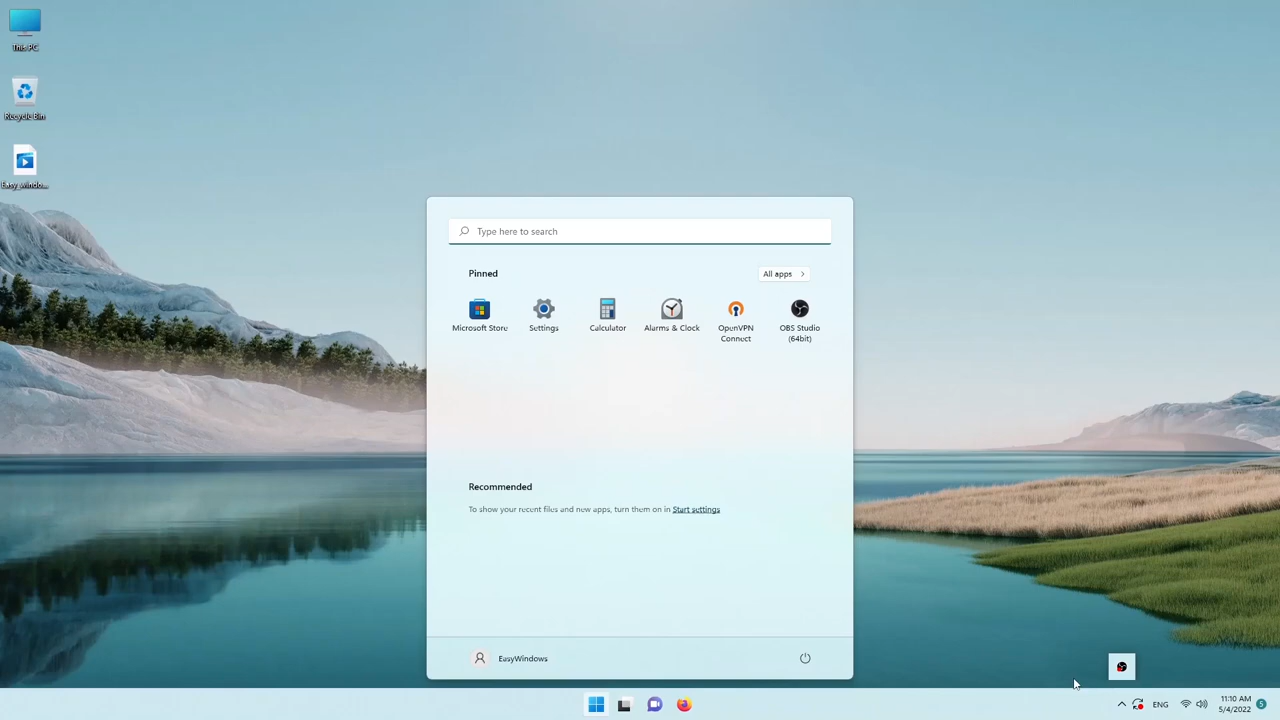 This PC
Recycle Bin
Easy_windo...
Type here to search
Pinned
All apps
Microsoft Store
Settings
Calculator
Alarms & Clock
OpenVPN
Connect
OBS Studio
(64bit)
Recommended
To show your recent files and new apps, turn them on in Start settings
EasyWindows
ENG
11:10 AM
5/4/2022
5